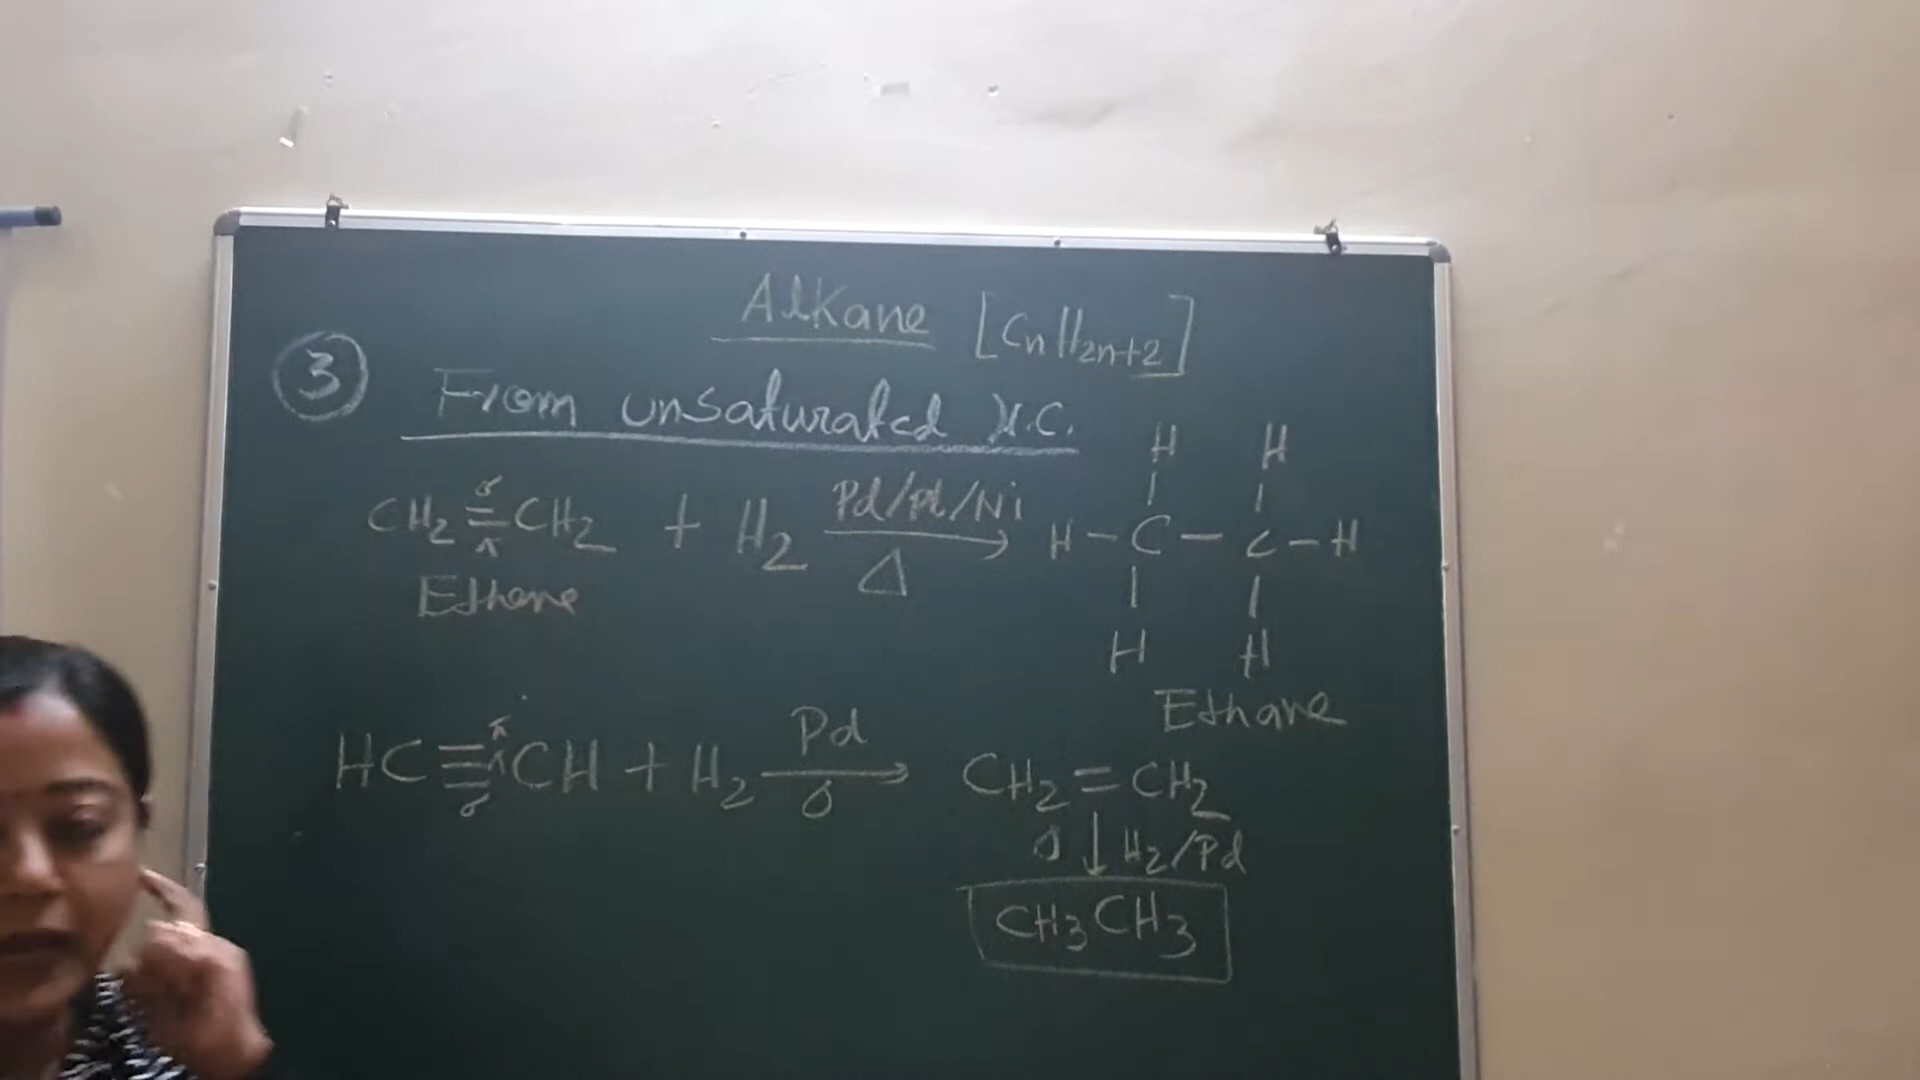 Alkane [CnH2n+2]
③ From unsaturated H.C.
CH2 = CH2 + H2 Pd/Pt/Ni → Δ
σ
π
Ethene
H H
H - C - C - H
H H
Ethane
HC ≡ CH + H2 Pd → Δ CH2 = CH2
π
π
σ
Δ ↓ H2/Pd
CH3CH3